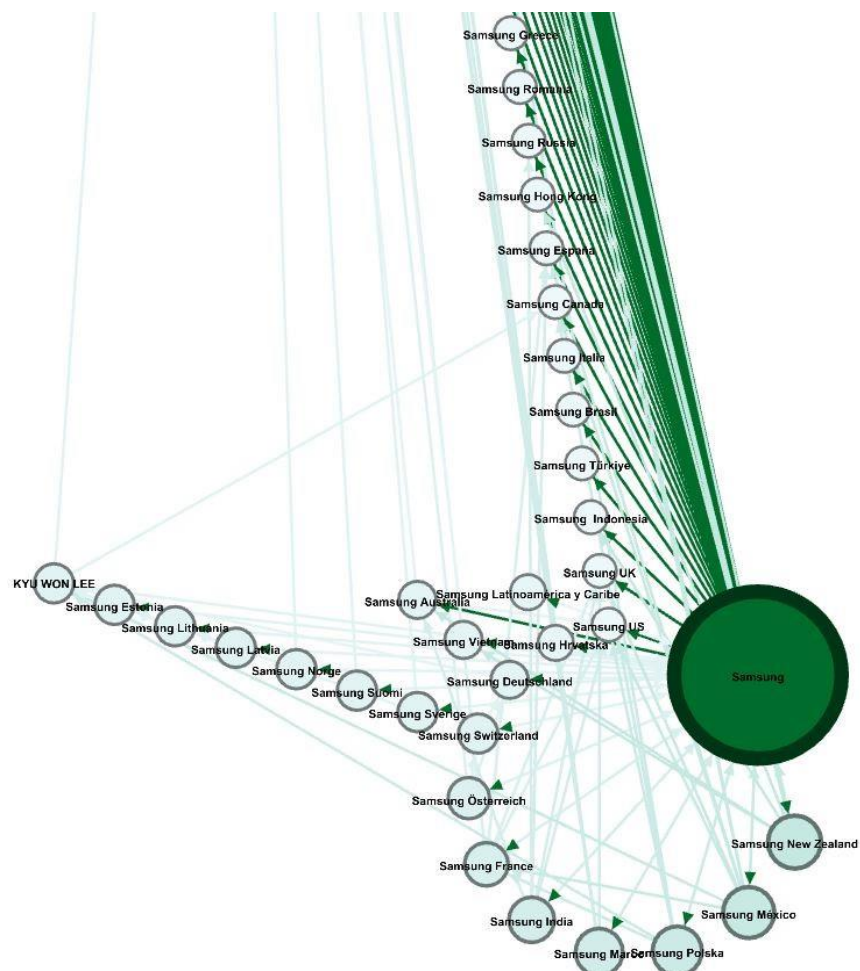 Samsung Greece
Samsung Romania
Samsung Russia
Samsung Hong Kong
Samsung España
Samsung Canada
Samsung Italia
Samsung Brasil
Samsung Türkiye
Samsung Indonesia
Samsung UK
KYU WON LEE
Samsung Estonia
Samsung Latinoamérica y Caribe
Samsung Australia
Samsung Lithuania
Samsung US
Samsung Vietnam
Samsung Hrvatska
Samsung Latvia
Samsung Norge
Samsung Deutschland
Samsung
Samsung Suomi
Samsung Sverige
Samsung Switzerland
Samsung Österreich
Samsung New Zealand
Samsung France
Samsung México
Samsung India
Samsung Maroc
Samsung Polska